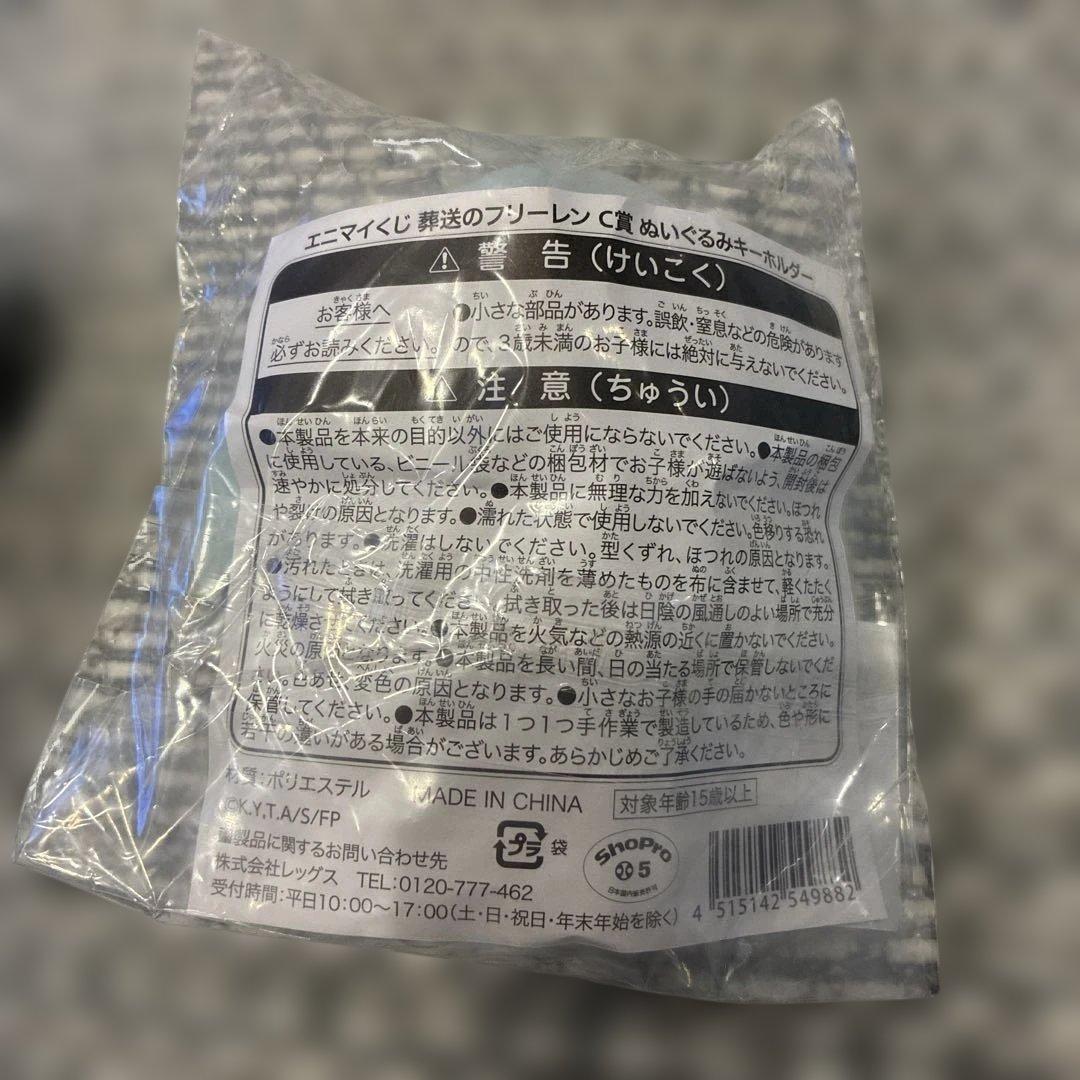 エニマイくじ 葬送のフリーレン C賞 ぬいぐるみキーホルダー
⚠ 警 告（けいこく）
お客様へ
必ずお読みください。
●小さな部品があります。誤飲・窒息などの危険があります
ので、3歳未満のお子様には絶対に与えないでください。
⚠ 注 意（ちゅうい）
●本製品を本来の目的以外にはご使用にならないでください。●本製品の梱包
に使用している、ビニール袋などの梱包材でお子様が遊ばないよう、開封後は
速やかに処分してください。●本製品に無理な力を加えないでください。ほつれ
や裂けの原因となります。●濡れた状態で使用しないでください。色移りする恐れ
があります。●洗濯はしないでください。型くずれ、ほつれの原因となります。
●汚れたときは、洗濯用の中性洗剤を薄めたものを布に含ませて、軽くたたく
ようにして拭き取ってください。拭き取った後は日陰の風通しのよい場所で充分
に乾燥させてください。●本製品を火気などの熱源の近くに置かないでください。
火災の原因となります。●本製品を長い間、日の当たる場所で保管しないでくだ
さい。色あせ、変色の原因となります。●小さなお子様の手の届かないところに
保管してください。●本製品は1つ1つ手作業で製造しているため、色や形に
若干の違いがある場合がございます。あらかじめご了承ください。
材質：ポリエステル MADE IN CHINA 対象年齢15歳以上
©K.Y.T.A/S/FP
プラ 袋
ShoPro
5
日本国内販売許可
■製品に関するお問い合わせ先
株式会社レッグス TEL:0120-777-462
受付時間：平日10:00～17:00（土・日・祝日・年末年始を除く）
4 515142 549882